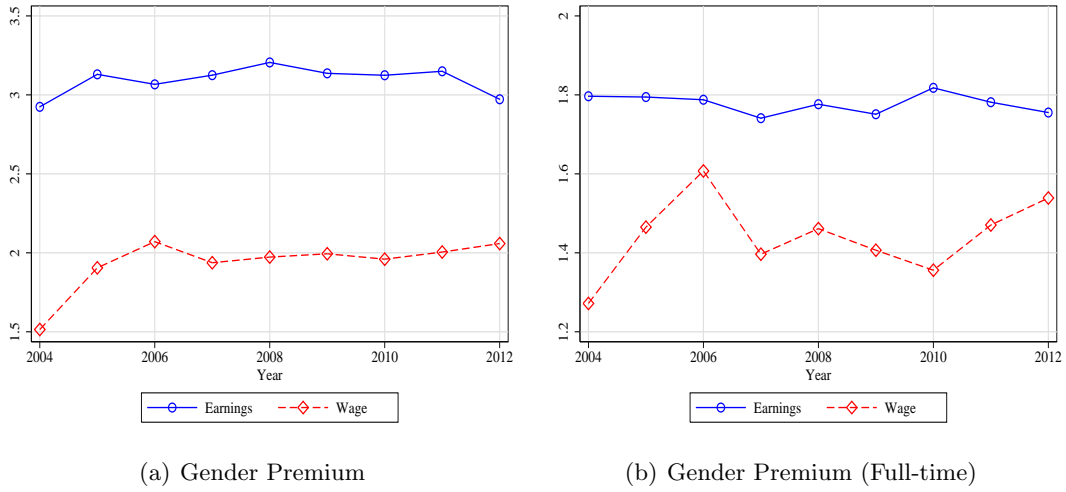 3.5
3
2.5
2
1.5
2004 2006 2008 2010 2012
Year
Earnings Wage
(a) Gender Premium
2
1.8
1.6
1.4
1.2
2004 2006 2008 2010 2012
Year
Earnings Wage
(b) Gender Premium (Full-time)